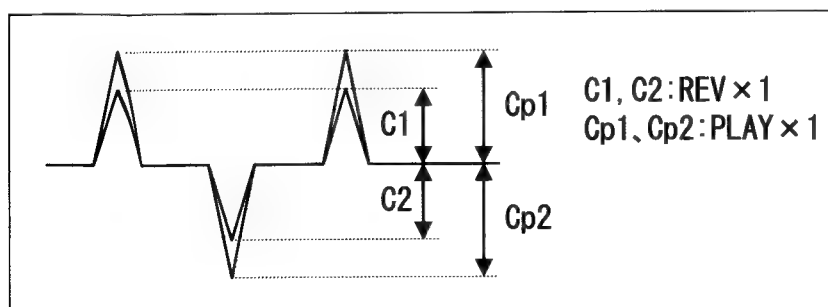 C1
Cp1
C2
Cp2
C1, C2:REV×1
Cp1、Cp2:PLAY×1